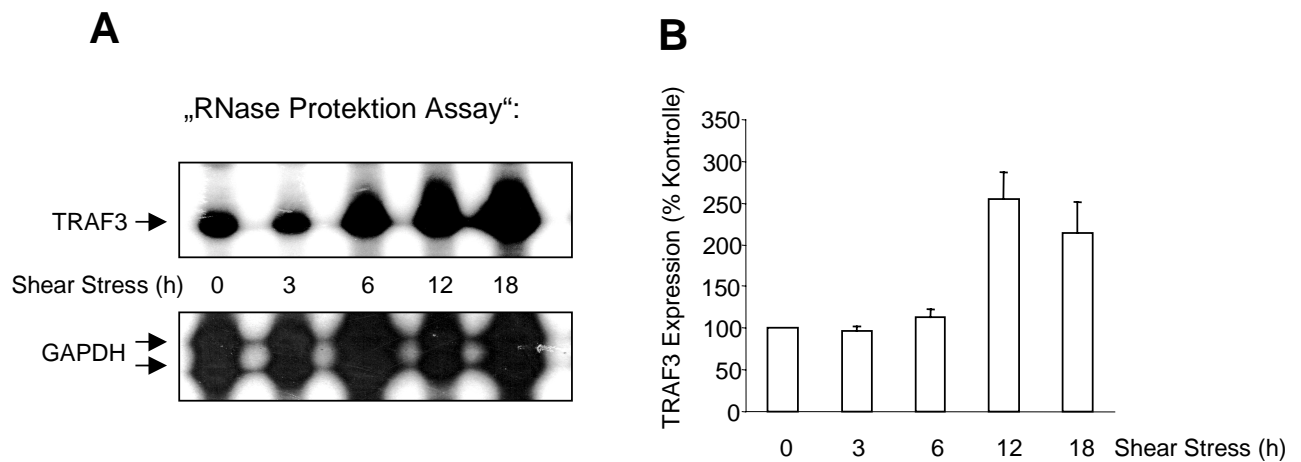 A
„RNase Protektion Assay“:
TRAF3
Shear Stress (h) 0 3 6 12 18
GAPDH
B
TRAF3 Expression (% Kontrolle)
350
300
250
200
150
100
50
0
0 3 6 12 18 Shear Stress (h)